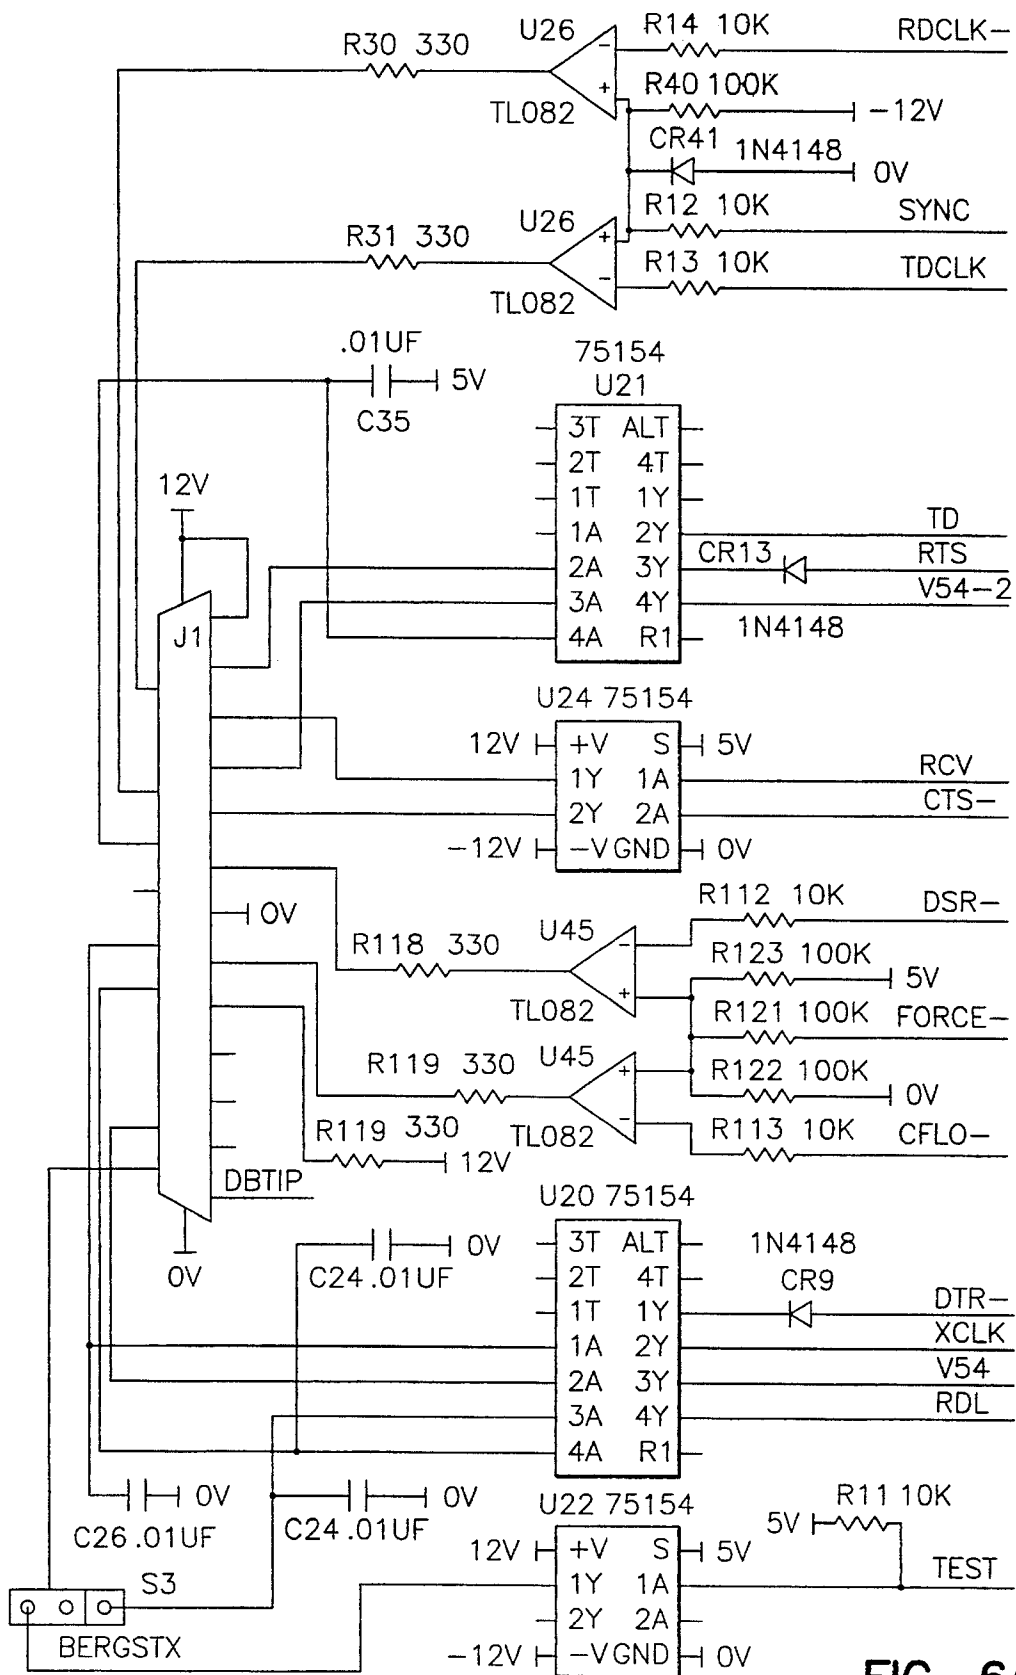 U26 R14 10K RDCLK-
R30 330
-
+ R40 100K
TL082 -12V
CR41 1N4148
0V
U26 R12 10K SYNC
R31 330 +
- R13 10K TDCLK
TL082
.01UF 75154
5V U21
C35
3T ALT
2T 4T
12V 1T 1Y
1A 2Y TD
2A 3Y CR13 RTS
3A 4Y V54-2
J1 4A R1 1N4148
U24 75154
12V +V S 5V
1Y 1A RCV
2Y 2A CTS-
-12V -V GND 0V
R112 10K DSR-
0V U45
R118 330 - R123 100K
+ 5V
TL082 R121 100K FORCE-
R119 330 U45
+ R122 100K
0V
- R113 10K CFLO-
R119 330 TL082
12V
DBTIP
U20 75154
0V 3T ALT 1N4148
0V C24 .01UF 2T 4T CR9
1T 1Y DTR-
1A 2Y XCLK
2A 3Y V54
3A 4Y RDL
4A R1
0V 0V U22 75154 R11 10K
C26 .01UF C24 .01UF 5V
12V +V S 5V
S3 1Y 1A TEST
2Y 2A
BERGSTX -12V -V GND 0V
FIG.